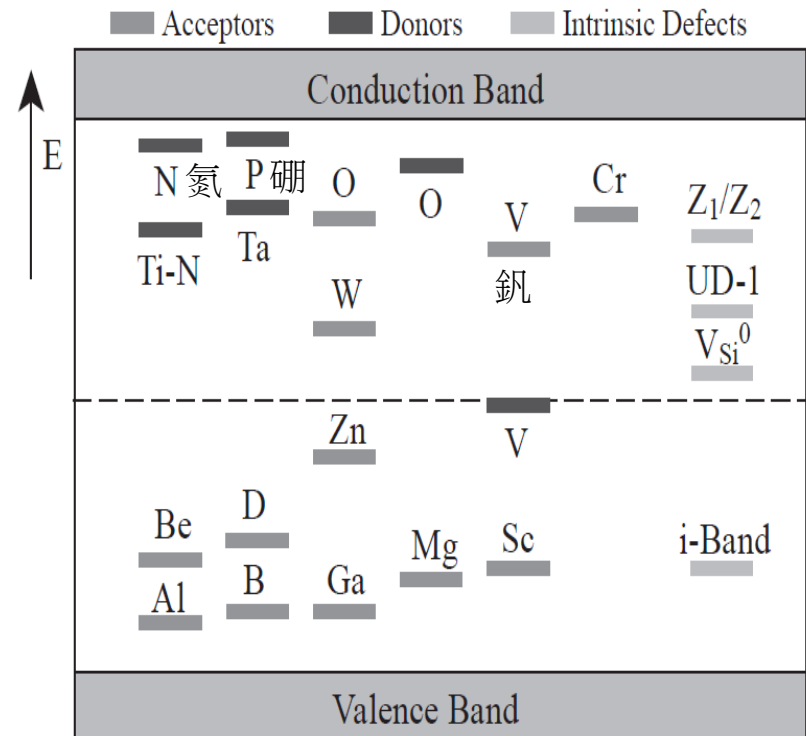 Acceptors Donors Intrinsic Defects
Conduction Band
E
N 氮 P 硼 O O Cr
Z₁/Z₂
Ti-N Ta V
釩
W UD-1
V_Si⁰
Zn V
Be D Mg Sc i-Band
Al B Ga
Valence Band